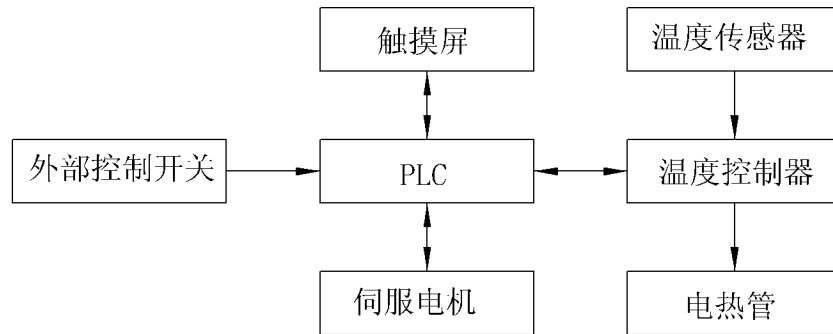 触摸屏
温度传感器
外部控制开关
PLC
温度控制器
伺服电机
电热管